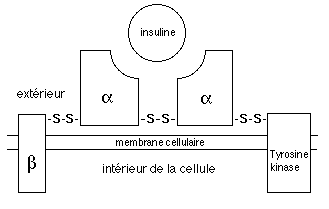 insuline
extérieur
α
α
-S-S-
-S-S-
-S-S-
membrane cellulaire
β
intérieur de la cellule
Tyrosine
kinase